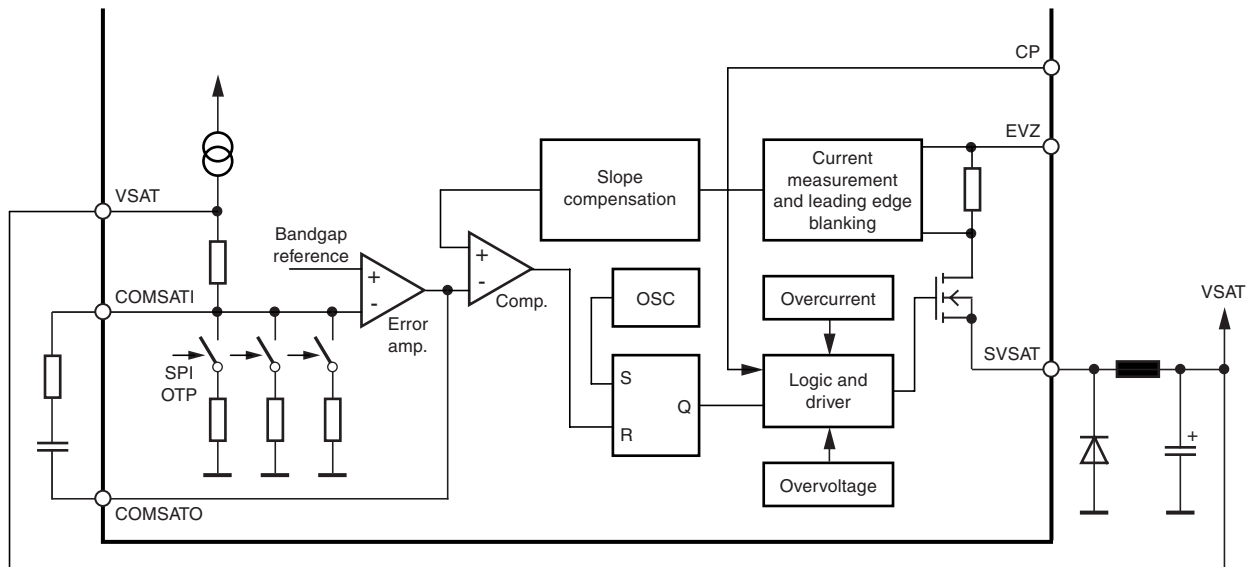 CP
EVZ
Current
measurement
and leading edge
blanking
Slope
compensation
VSAT
Bandgap
reference
+
-
Error
amp.
+
-
Comp.
OSC
Overcurrent
VSAT
COMSATI
SPI
OTP
S
Q
R
Logic and
driver
SVSAT
+
Overvoltage
COMSATO